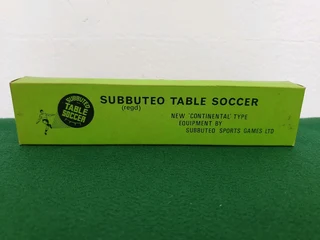 SUBBUTEO
TABLE
SOCCER
SUBBUTEO TABLE SOCCER
(regd)
NEW "CONTINENTAL" TYPE
EQUIPMENT BY
SUBBUTEO SPORTS GAMES LTD